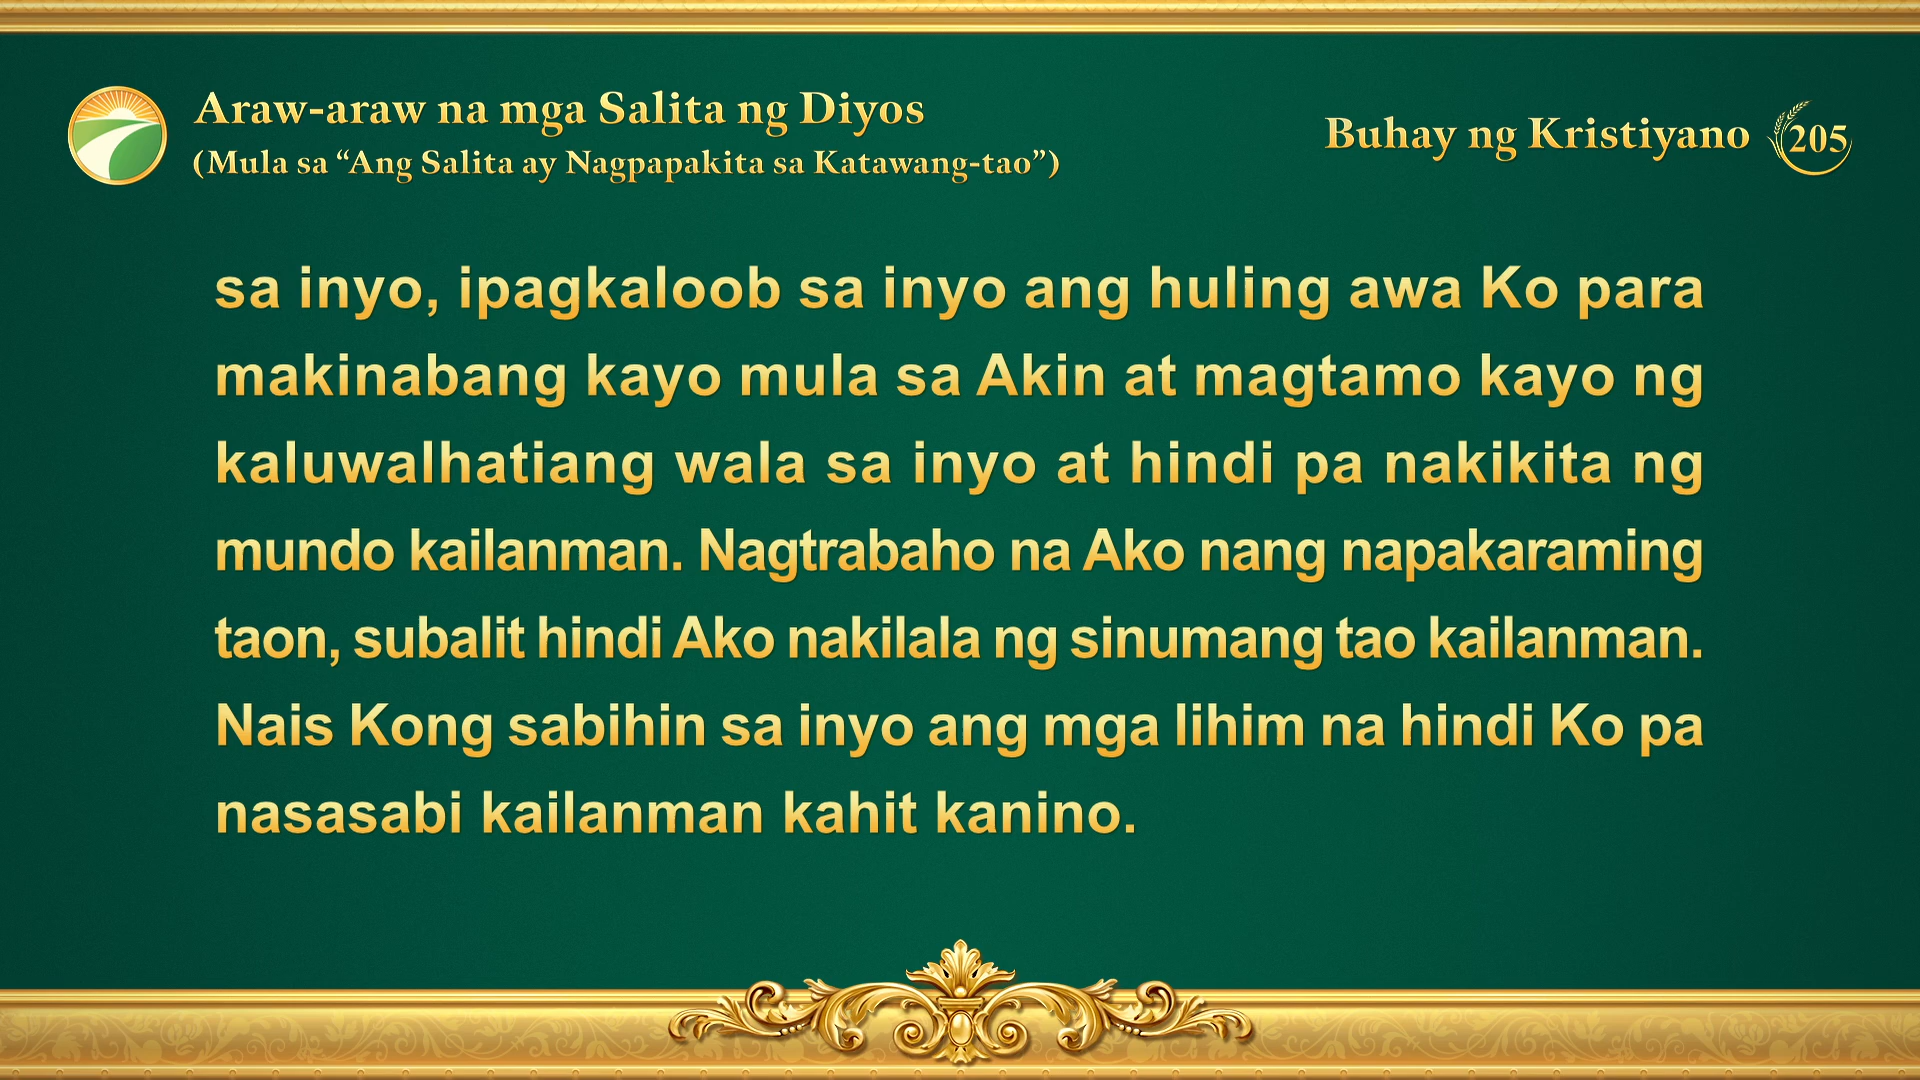 Araw-araw na mga Salita ng Diyos
(Mula sa “Ang Salita ay Nagpapakita sa Katawang-tao”)
Buhay ng Kristiyano 205
sa inyo, ipagkaloob sa inyo ang huling awa Ko para
makinabang kayo mula sa Akin at magtamo kayo ng
kaluwalhatiang wala sa inyo at hindi pa nakikita ng
mundo kailanman. Nagtrabaho na Ako nang napakaraming
taon, subalit hindi Ako nakilala ng sinumang tao kailanman.
Nais Kong sabihin sa inyo ang mga lihim na hindi Ko pa
nasasabi kailanman kahit kanino.